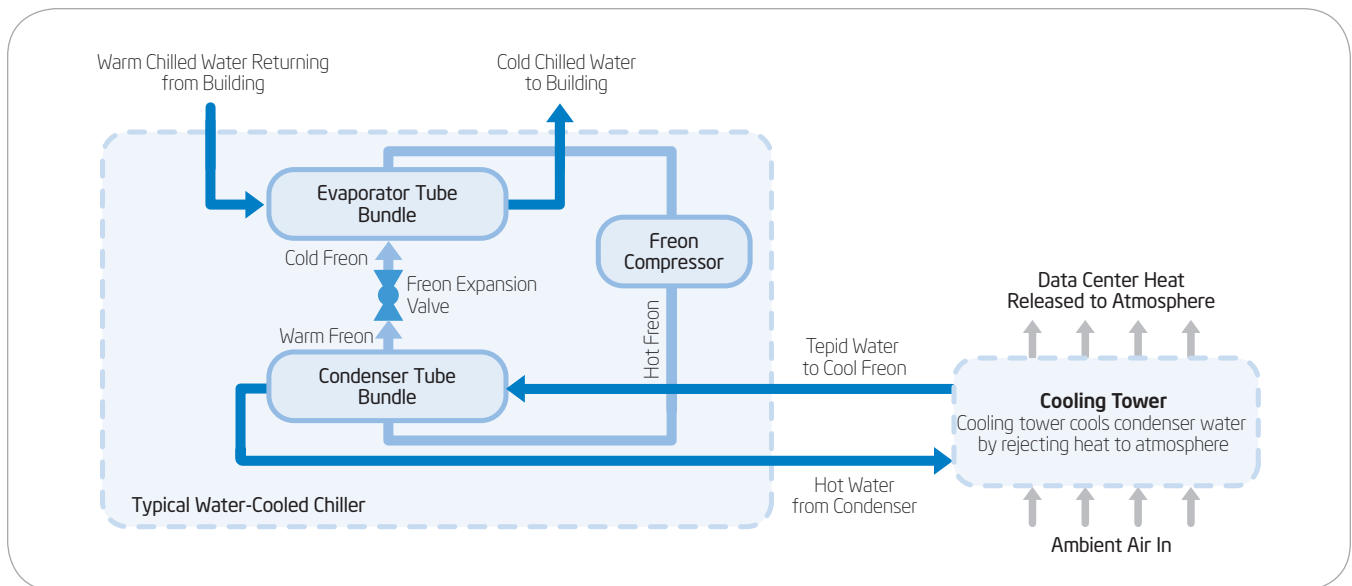 Warm Chilled Water Returning
from Building
Cold Chilled Water
to Building
Evaporator Tube
Bundle
Freon
Compressor
Cold Freon
Freon Expansion
Valve
Warm Freon
Hot Freon
Condenser Tube
Bundle
Typical Water-Cooled Chiller
Tepid Water
to Cool Freon
Hot Water
from Condenser
Data Center Heat
Released to Atmosphere
Cooling Tower
Cooling tower cools condenser water
by rejecting heat to atmosphere
Ambient Air In